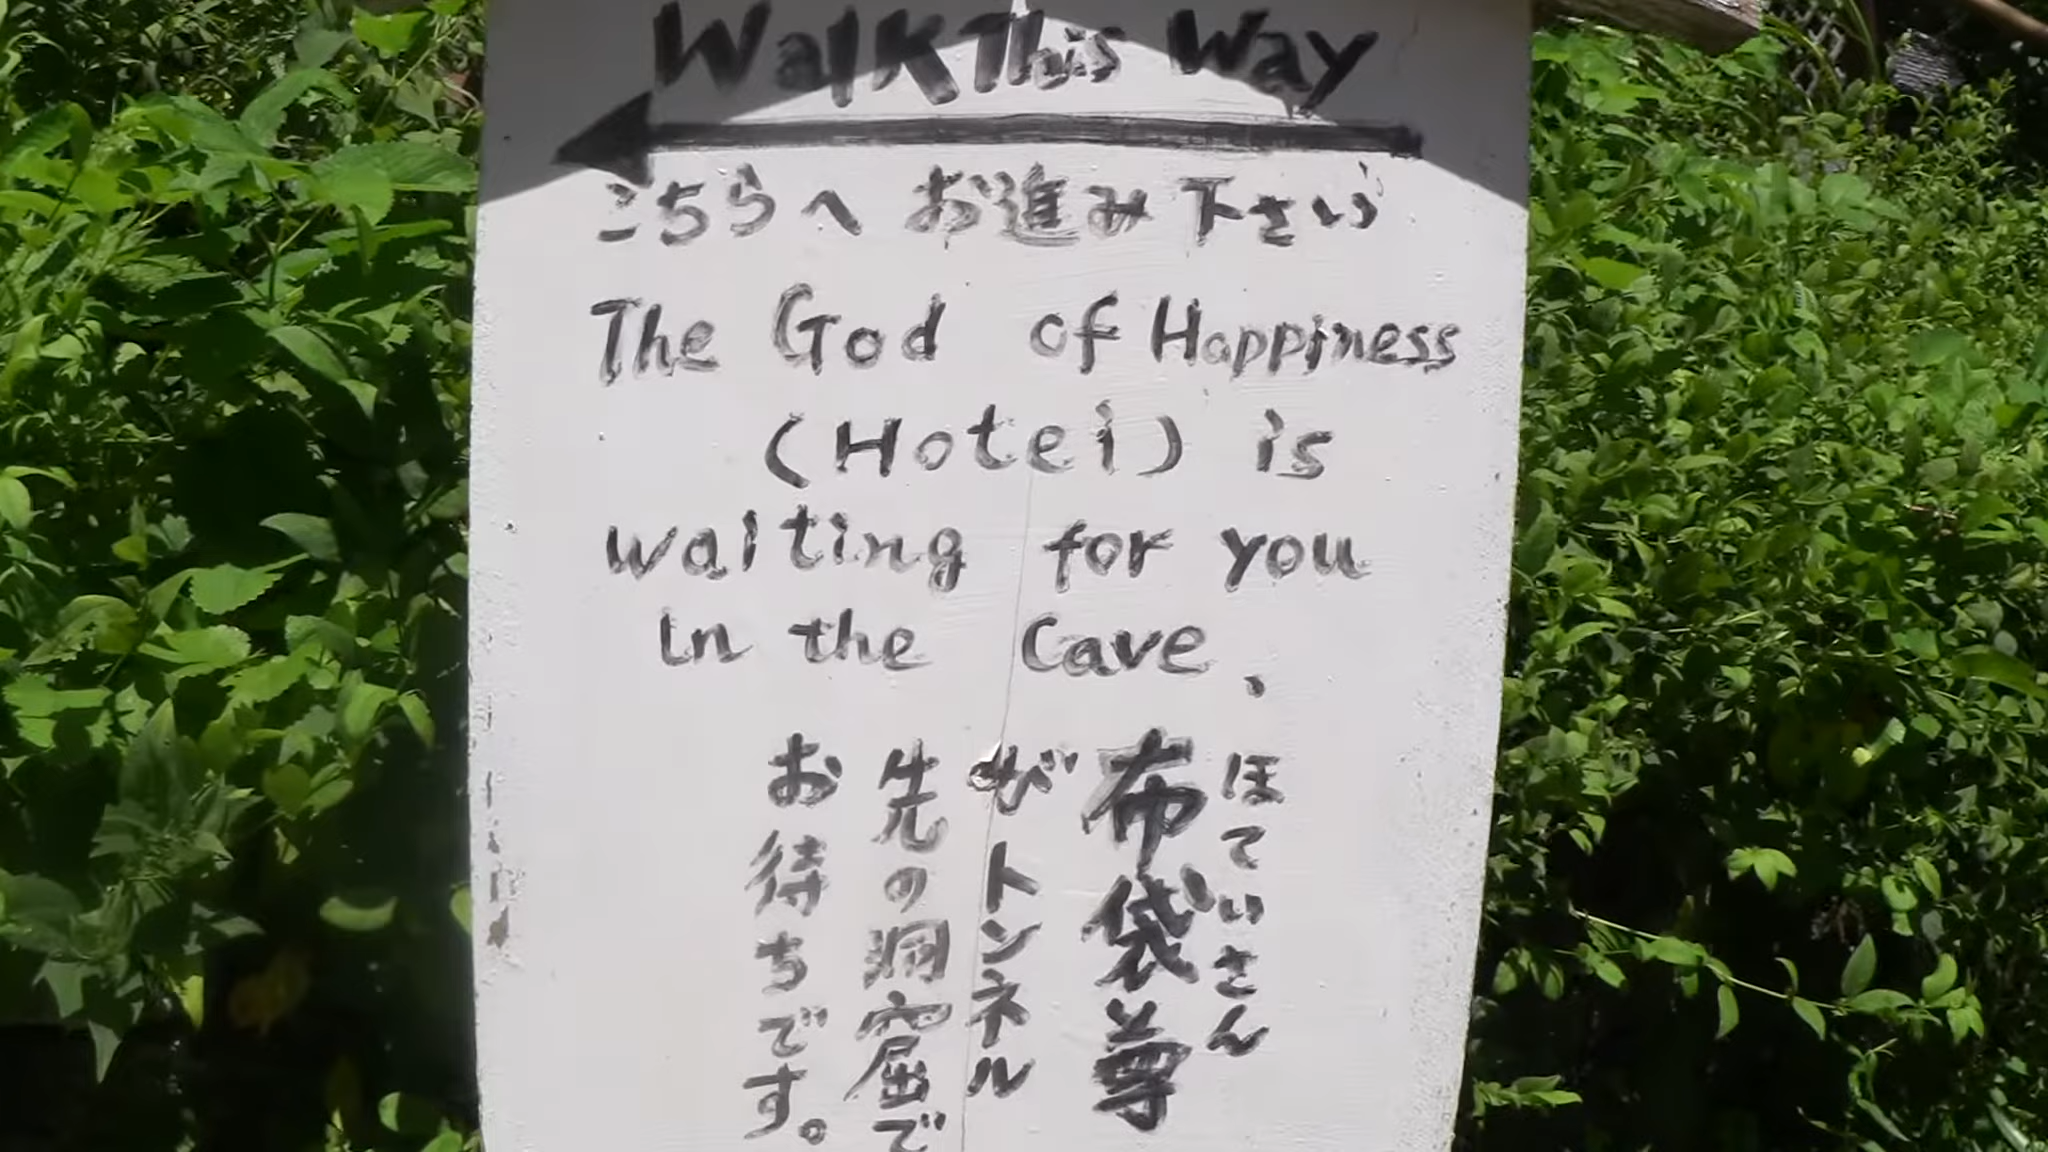 Walk This Way
こちらへお進み下さい
The God of Happiness
(Hotei) is
waiting for you
in the Cave.
ほていさん
布袋尊
がトンネル
先の洞窟で
お待ちです。